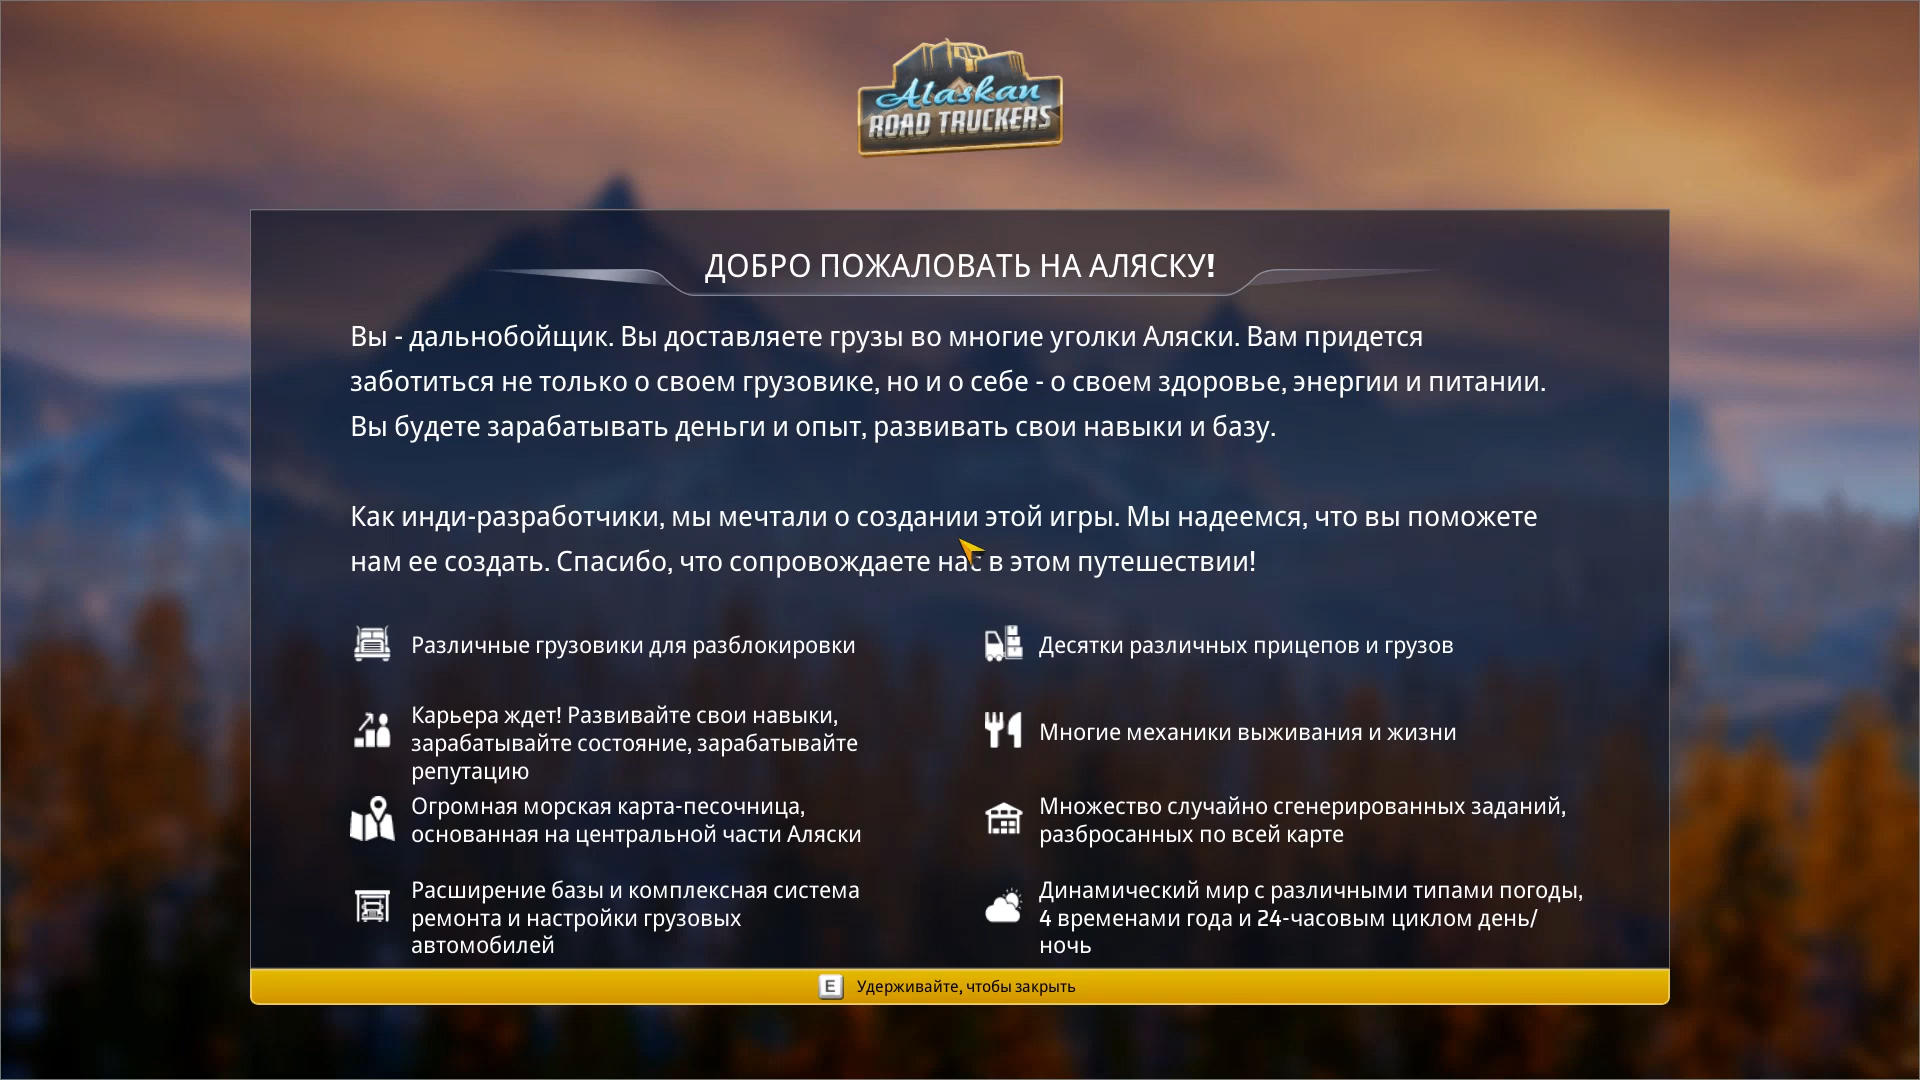 Alaskan
ROAD TRUCKERS
ДОБРО ПОЖАЛОВАТЬ НА АЛЯСКУ!
Вы - дальнобойщик. Вы доставляете грузы во многие уголки Аляски. Вам придется
заботиться не только о своем грузовике, но и о себе - о своем здоровье, энергии и питании.
Вы будете зарабатывать деньги и опыт, развивать свои навыки и базу.
Как инди-разработчики, мы мечтали о создании этой игры. Мы надеемся, что вы поможете
нам ее создать. Спасибо, что сопровождаете нас в этом путешествии!
Различные грузовики для разблокировки
Десятки различных прицепов и грузов
Карьера ждет! Развивайте свои навыки,
зарабатывайте состояние, зарабатывайте
репутацию
Многие механики выживания и жизни
Огромная морская карта-песочница,
основанная на центральной части Аляски
Множество случайно сгенерированных заданий,
разбросанных по всей карте
Расширение базы и комплексная система
ремонта и настройки грузовых
автомобилей
Динамический мир с различными типами погоды,
4 временами года и 24-часовым циклом день/
ночь
E Удерживайте, чтобы закрыть